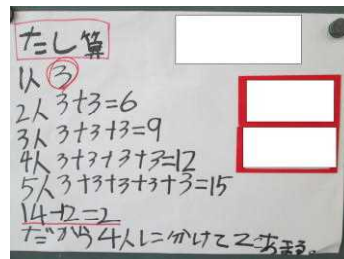 たし算
1人 3
2人 3+3=6
3人 3+3+3=9
4人 3+3+3+3=12
5人 3+3+3+3+3=15
14-12=2
だから4人に分けて2こあまる。